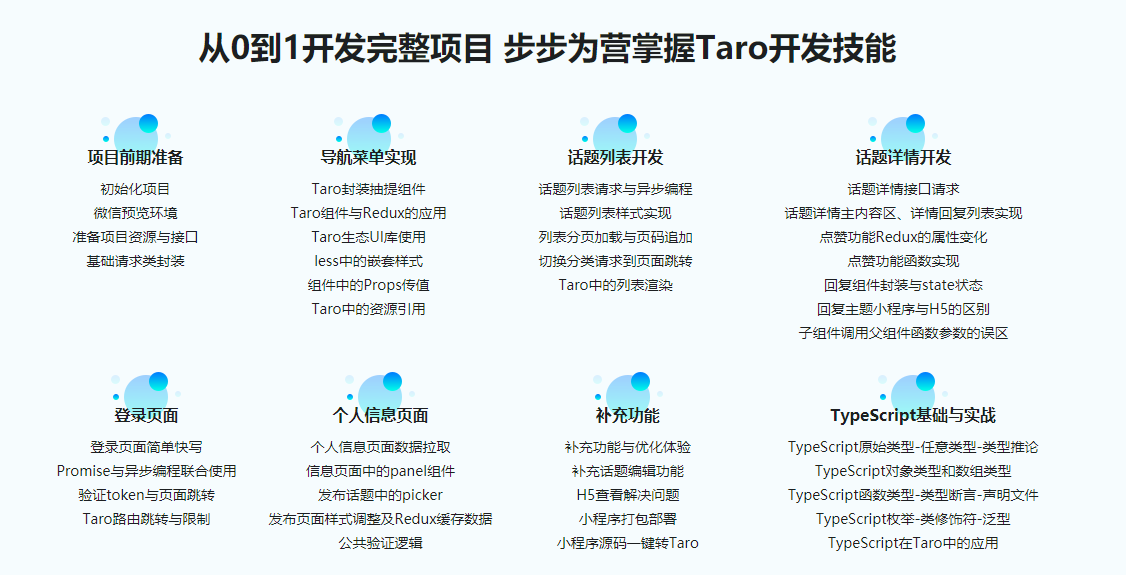 从0到1开发完整项目 步步为营掌握Taro开发技能
项目前期准备
初始化项目
微信预览环境
准备项目资源与接口
基础请求类封装
导航菜单实现
Taro封装抽提组件
Taro组件与Redux的应用
Taro生态UI库使用
less中的嵌套样式
组件中的Props传值
Taro中的资源引用
话题列表开发
话题列表请求与异步编程
话题列表样式实现
列表分页加载与页码追加
切换分类请求到页面跳转
Taro中的列表渲染
话题详情开发
话题详情接口请求
话题详情主内容区、详情回复列表实现
点赞功能Redux的属性变化
点赞功能函数实现
回复组件封装与state状态
回复主题小程序与H5的区别
子组件调用父组件函数参数的误区
登录页面
登录页面简单快写
Promise与异步编程联合使用
验证token与页面跳转
Taro路由跳转与限制
个人信息页面
个人信息页面数据拉取
信息页面中的panel组件
发布话题中的picker
发布页面样式调整及Redux缓存数据
公共验证逻辑
补充功能
补充功能与优化体验
补充话题编辑功能
H5查看解决问题
小程序打包部署
小程序源码一键转Taro
TypeScript基础与实战
TypeScript原始类型-任意类型-类型推论
TypeScript对象类型和数组类型
TypeScript函数类型-类型断言-声明文件
TypeScript枚举-类修饰符-泛型
TypeScript在Taro中的应用